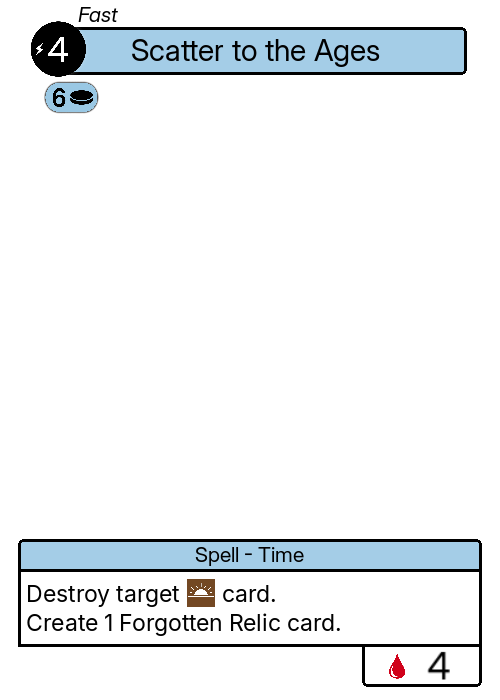 Fast
4 Scatter to the Ages
6
Spell - Time
Destroy target card.
Create 1 Forgotten Relic card.
4